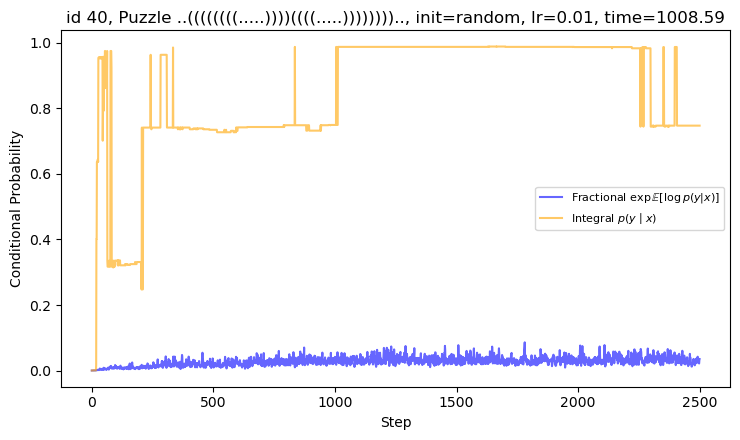 id 40, Puzzle ..((((((((.....))))((((.....)))))))).., init=random, lr=0.01, time=1008.59
1.0
0.8
0.6
0.4
0.2
0.0
Conditional Probability
Fractional exp𝔼[log p(y|x)]
Integral p(y | x)
0
500
1000
1500
2000
2500
Step